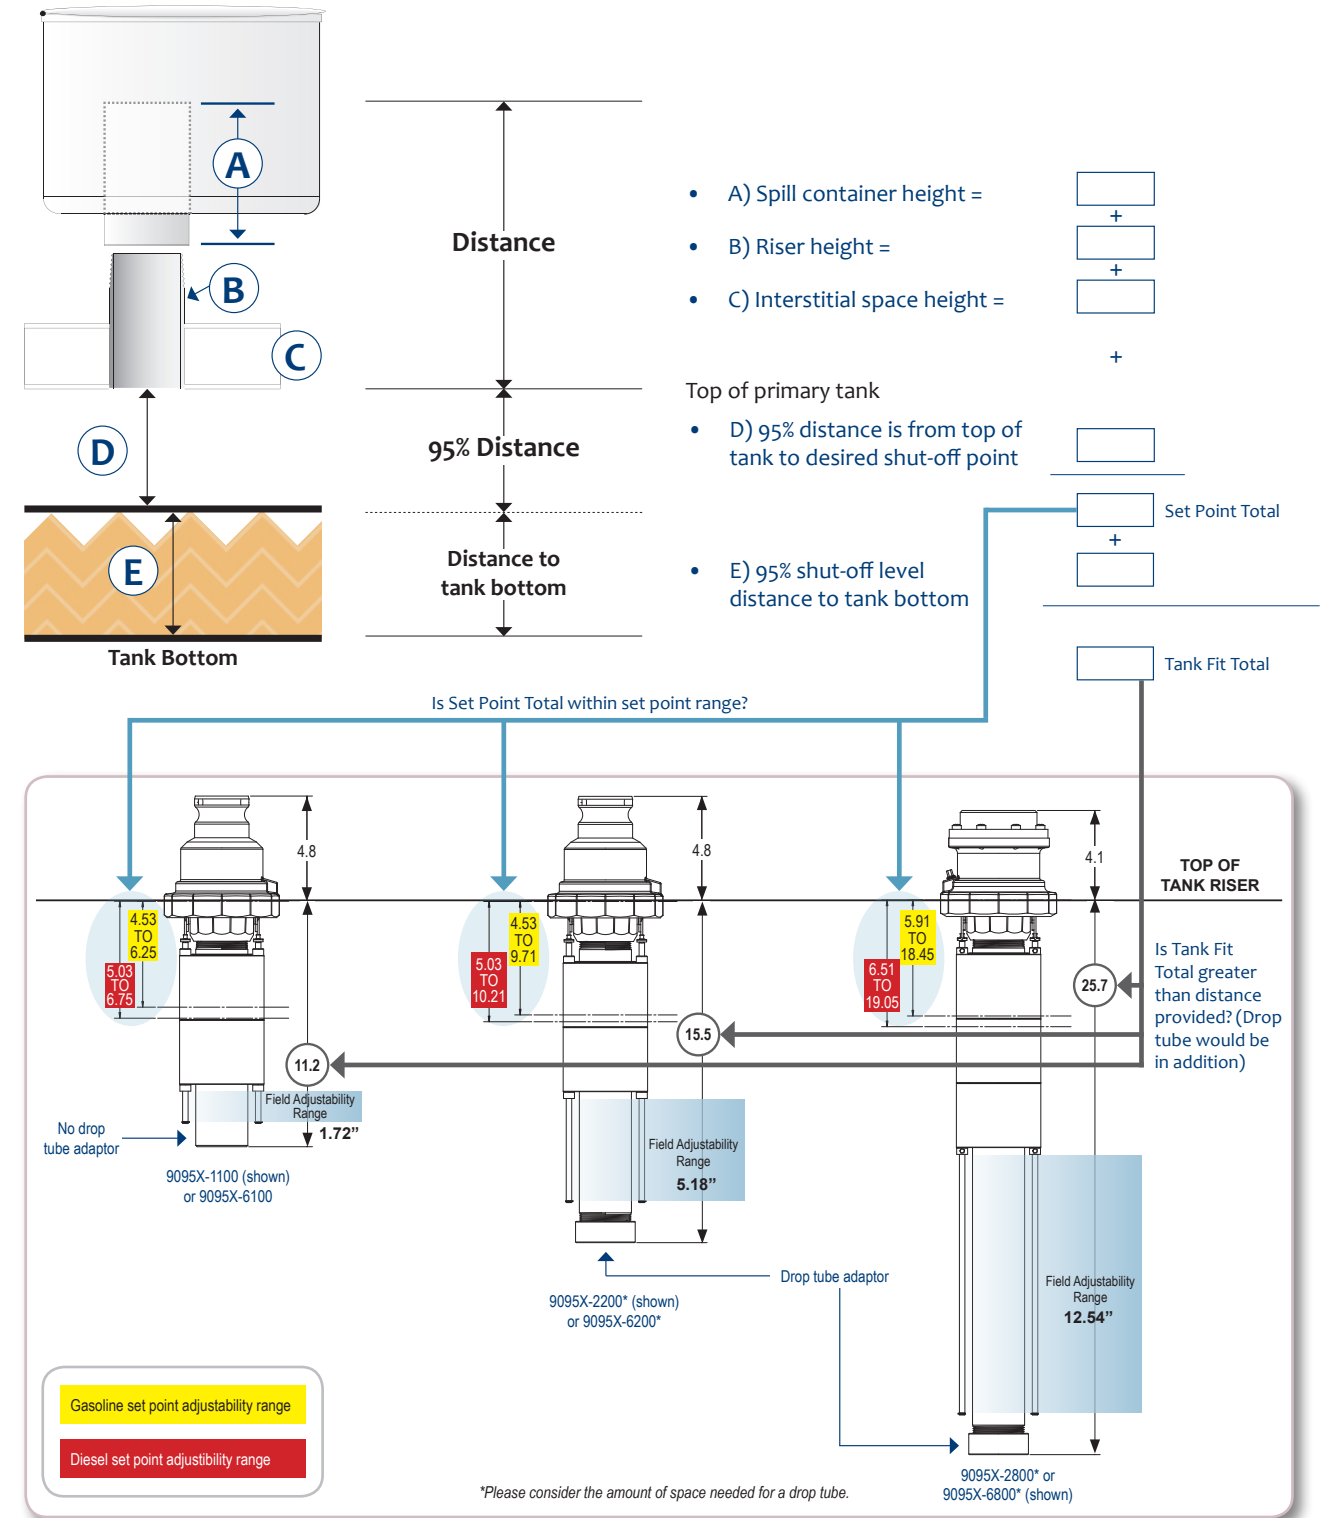 A
B
C
D
E
Tank Bottom
Distance
95% Distance
Distance to
tank bottom
• A) Spill container height =
+
• B) Riser height =
+
• C) Interstitial space height =
+
Top of primary tank
• D) 95% distance is from top of
tank to desired shut-off point
Set Point Total
+
• E) 95% shut-off level
distance to tank bottom
Tank Fit Total
Is Set Point Total within set point range?
4.8
4.8
4.1
TOP OF
TANK RISER
4.53
TO
6.25
5.03
TO
6.75
11.2
Field Adjustability
Range
1.72”
No drop
tube adaptor
9095X-1100 (shown)
or 9095X-6100
4.53
TO
9.71
5.03
TO
10.21
15.5
Field Adjustability
Range
5.18”
9095X-2200* (shown)
or 9095X-6200*
Drop tube adaptor
5.91
TO
18.45
6.51
TO
19.05
25.7
Is Tank Fit
Total greater
than distance
provided? (Drop
tube would be
in addition)
Field Adjustability
Range
12.54”
9095X-2800* or
9095X-6800* (shown)
Gasoline set point adjustability range
Diesel set point adjustibility range
*Please consider the amount of space needed for a drop tube.